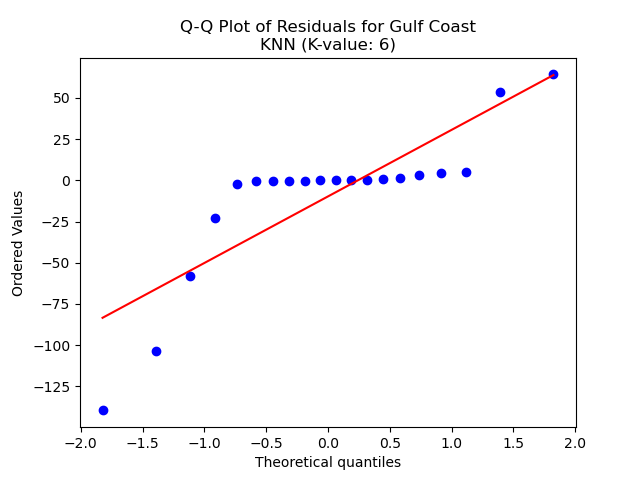 Q-Q Plot of Residuals for Gulf Coast
KNN (K-value: 6)
Ordered Values
50
25
0
−25
−50
−75
−100
−125
−2.0 −1.5 −1.0 −0.5 0.0 0.5 1.0 1.5 2.0
Theoretical quantiles